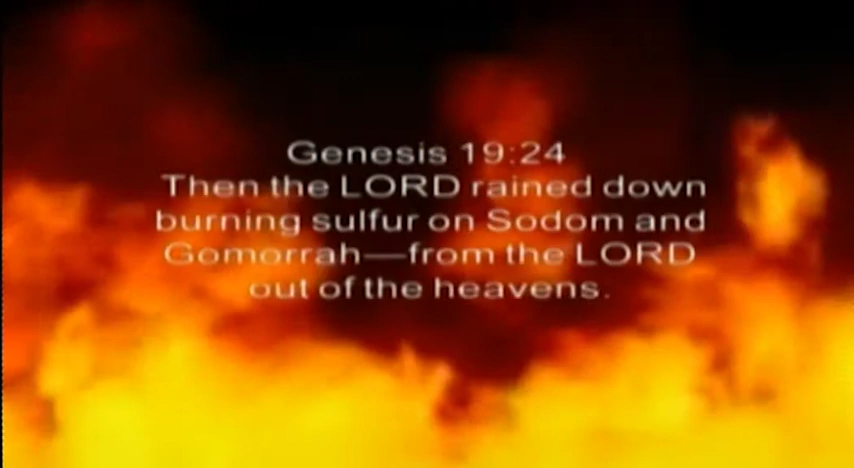 Genesis 19:24
Then the LORD rained down
burning sulfur on Sodom and
Gomorrah—from the LORD
out of the heavens.